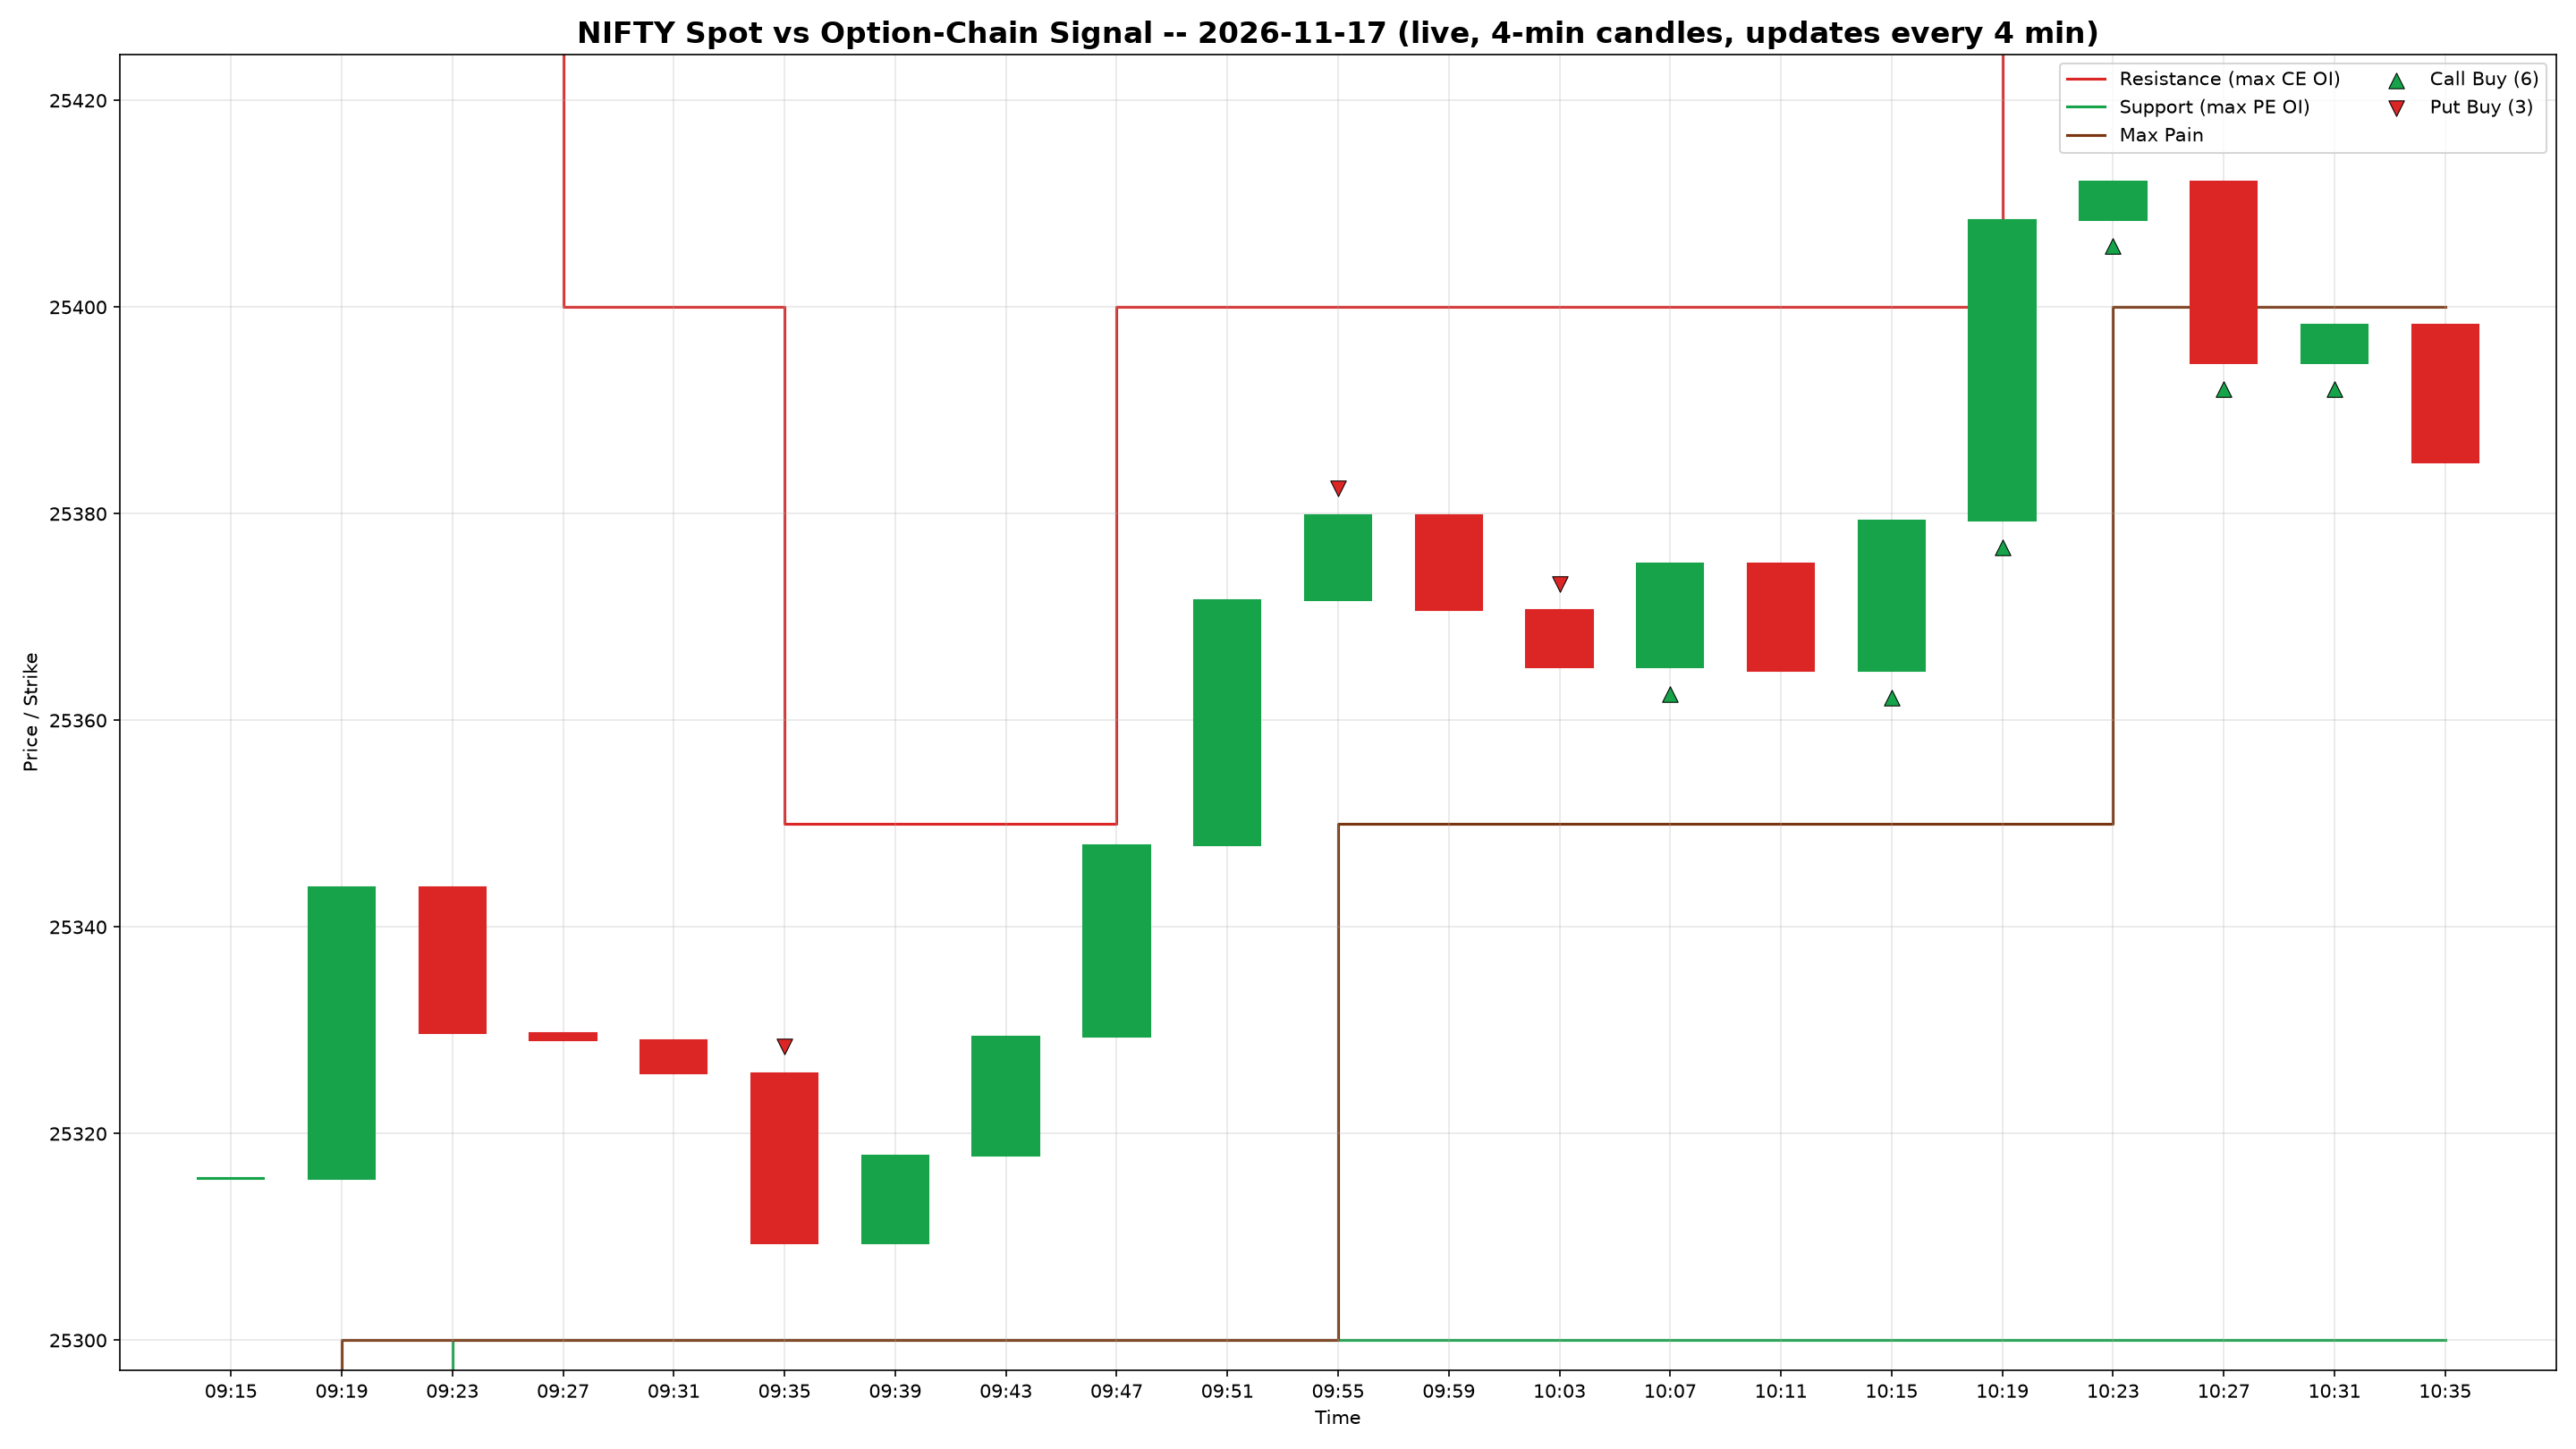 NIFTY Spot vs Option-Chain Signal -- 2026-11-17 (live, 4-min candles, updates every 4 min)
Resistance (max CE OI)
Support (max PE OI)
Max Pain
Call Buy (6)
Put Buy (3)
Price / Strike
25420
25400
25380
25360
25340
25320
25300
09:15 09:19 09:23 09:27 09:31 09:35 09:39 09:43 09:47 09:51 09:55 09:59 10:03 10:07 10:11 10:15 10:19 10:23 10:27 10:31 10:35
Time